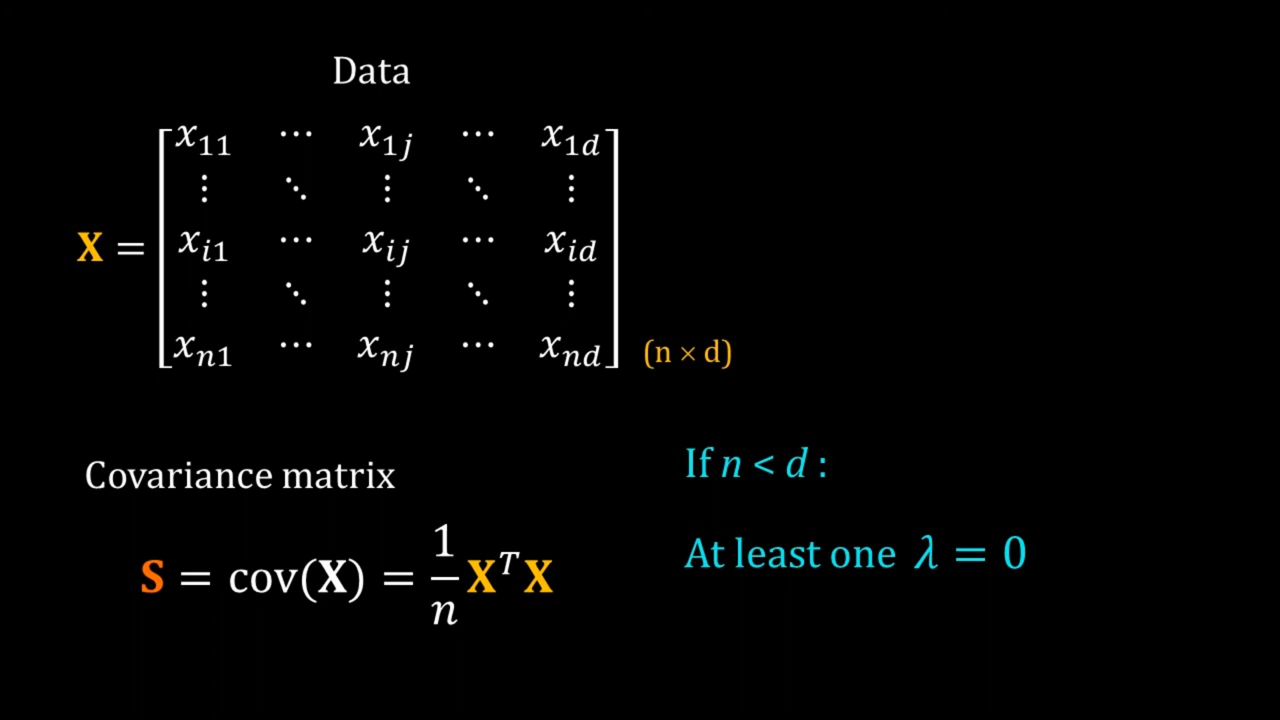 Data
X = [ x₁₁ ⋯ x₁ⱼ ⋯ x₁d
⋮ ⋱ ⋮ ⋱ ⋮
xᵢ₁ ⋯ xᵢⱼ ⋯ xᵢd
⋮ ⋱ ⋮ ⋱ ⋮
xₙ₁ ⋯ xₙⱼ ⋯ xₙd ] (n × d)
If n < d :
Covariance matrix
At least one λ = 0
S = cov(X) = 1/n XᵀX